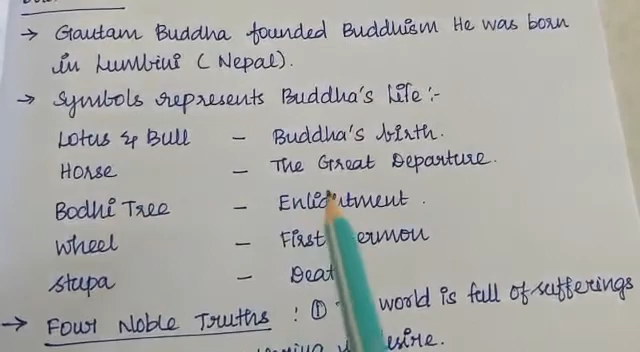 → Gautam Buddha founded Buddhism He was born
in Lumbini (Nepal).
→ Symbols represents Buddha's Life :-
Lotus & Bull – Buddha's birth.
Horse – The Great Departure.
Bodhi Tree –
Wheel – First
Stupa –
→ Four Noble Truths : ① world is full of sufferings